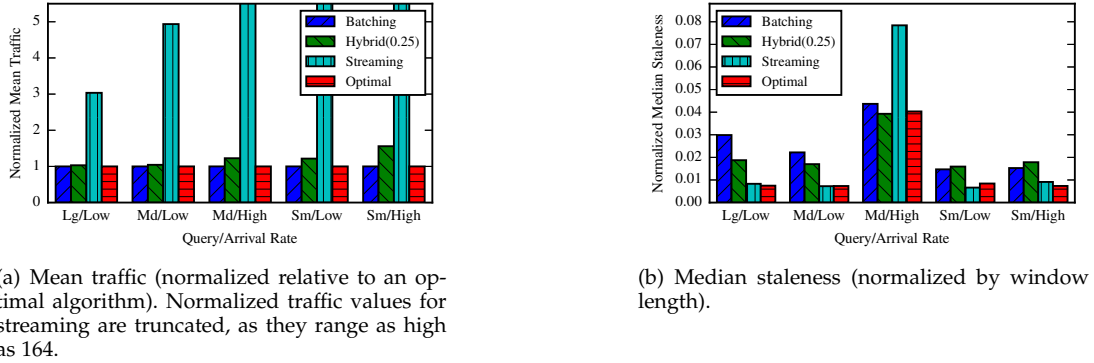 5
4
3
2
1
0
Normalized Mean Traffic
Batching
Hybrid(0.25)
Streaming
Optimal
Lg/Low Md/Low Md/High Sm/Low Sm/High
Query/Arrival Rate
(a) Mean traffic (normalized relative to an op-
timal algorithm). Normalized traffic values for
streaming are truncated, as they range as high
as 164.
0.08
0.07
0.06
0.05
0.04
0.03
0.02
0.01
0.00
Normalized Median Staleness
Batching
Hybrid(0.25)
Streaming
Optimal
Lg/Low Md/Low Md/High Sm/Low Sm/High
Query/Arrival Rate
(b) Median staleness (normalized by window
length).